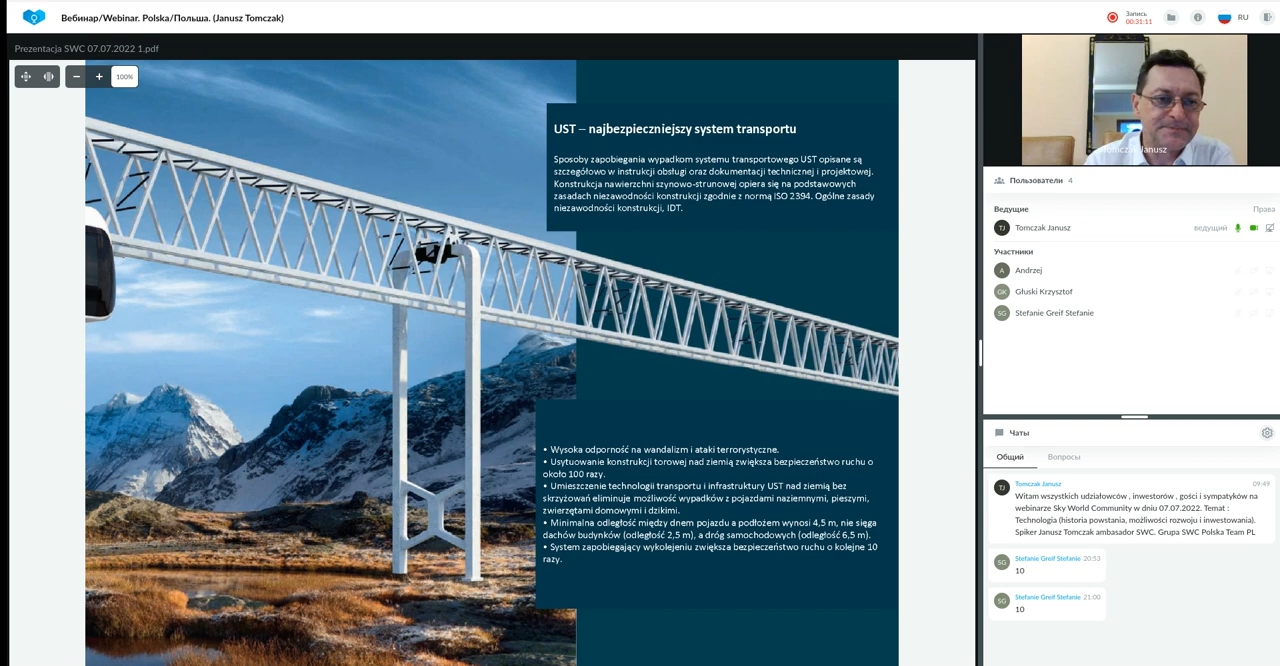 Вебинар/Webinar. Polska/Польша. (Janusz Tomczak)
Запись
00:31:11
RU
Prezentacja SWC 07.07.2022 1.pdf
100%
UST – najbezpieczniejszy system transportu
Sposoby zapobiegania wypadkom systemu transportowego UST opisane są
szczegółowo w instrukcji obsługi oraz dokumentacji technicznej i projektowej.
Konstrukcja nawierzchni szynowo-strunowej opiera się na podstawowych
zasadach niezawodności konstrukcji zgodnie z normą ISO 2394. Ogólne zasady
niezawodności konstrukcji, IDT.
• Wysoka odporność na wandalizm i ataki terrorystyczne.
• Usytuowanie konstrukcji torowej nad ziemią zwiększa bezpieczeństwo ruchu o
około 100 razy.
• Umieszczenie technologii transportu i infrastruktury UST nad ziemią bez
skrzyżowań eliminuje możliwość wypadków z pojazdami naziemnymi, pieszymi,
zwierzętami domowymi i dzikimi.
• Minimalna odległość między dnem pojazdu a podłożem wynosi 4,5 m, nie sięga
dachów budynków (odległość 2,5 m), a dróg samochodowych (odległość 6,5 m).
• System zapobiegający wykolejeniu zwiększa bezpieczeństwo ruchu o kolejne 10
razy.
Tomczak Janusz
Пользователи 4
Ведущие Права
TJ Tomczak Janusz ведущий
Участники
A Andrzej
GK Głuski Krzysztof
SG Stefanie Greif Stefanie
Чаты
Общий Вопросы
TJ Tomczak Janusz 09:49
Witam wszystkich udziałowców , inwestorów , gości i sympatyków na
webinarze Sky World Community w dniu 07.07.2022. Temat :
Technologia (historia powstania, możliwości rozwoju i inwestowania).
Spiker Janusz Tomczak ambasador SWC. Grupa SWC Polska Team PL
SG Stefanie Greif Stefanie 20:53
10
SG Stefanie Greif Stefanie 21:00
10